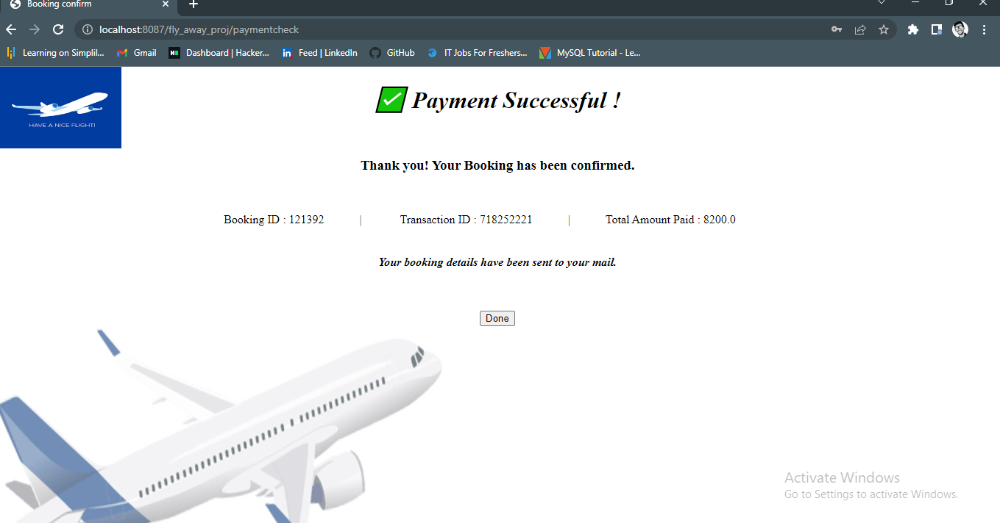 Booking confirm
localhost:8087/fly_away_proj/paymentcheck
Learning on Simplil... Gmail Dashboard | Hacker... Feed | LinkedIn GitHub IT Jobs For Freshers... MySQL Tutorial - Le...
HAVE A NICE FLIGHT!
Payment Successful !
Thank you! Your Booking has been confirmed.
Booking ID : 121392 | Transaction ID : 718252221 | Total Amount Paid : 8200.0
Your booking details have been sent to your mail.
Done
Activate Windows
Go to Settings to activate Windows.